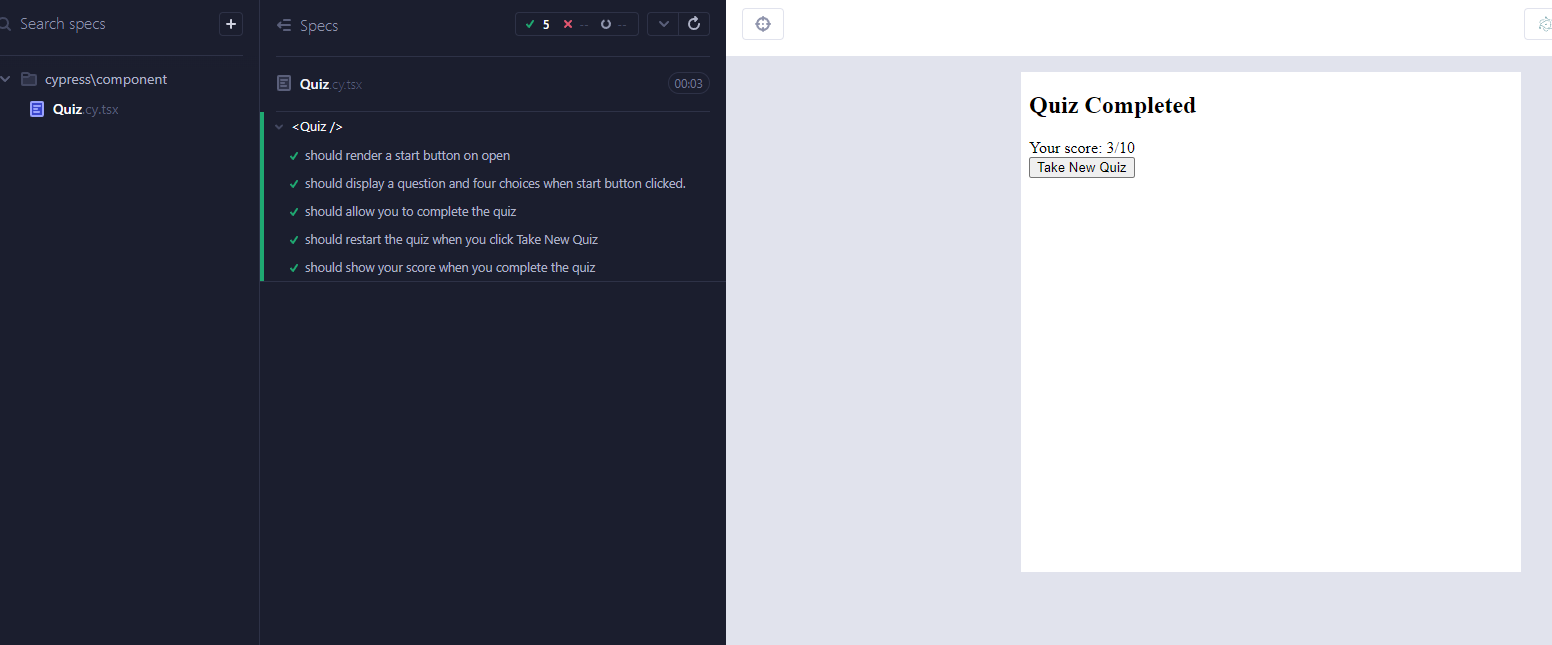 Search specs
+
cypress\component
Quiz.cy.tsx
Specs
5 -- --
Quiz.cy.tsx
00:03
<Quiz />
should render a start button on open
should display a question and four choices when start button clicked.
should allow you to complete the quiz
should restart the quiz when you click Take New Quiz
should show your score when you complete the quiz
Quiz Completed
Your score: 3/10
Take New Quiz